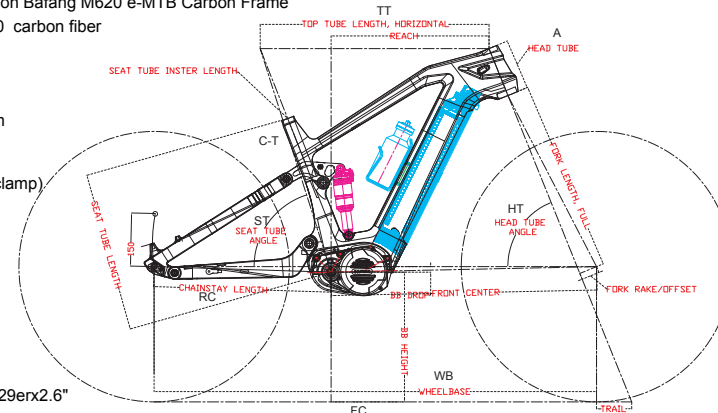 on Bafang M620 e-MTB Carbon Frame
0 carbon fiber
TT
TOP TUBE LENGTH, HORIZONTAL
REACH
A
HEAD TUBE
SEAT TUBE INSTER LENGTH
C-T
clamp)
SEAT TUBE LENGTH
150
ST
SEAT TUBE
ANGLE
HT
HEAD TUBE
ANGLE
FORK LENGTH, FULL
CHAINSTAY LENGTH
RC
BB DROP
FRONT CENTER
FORK RAKE/OFFSET
BB HEIGHT
WB
WHEELBASE
29erx2.6"
FC
TRAIL